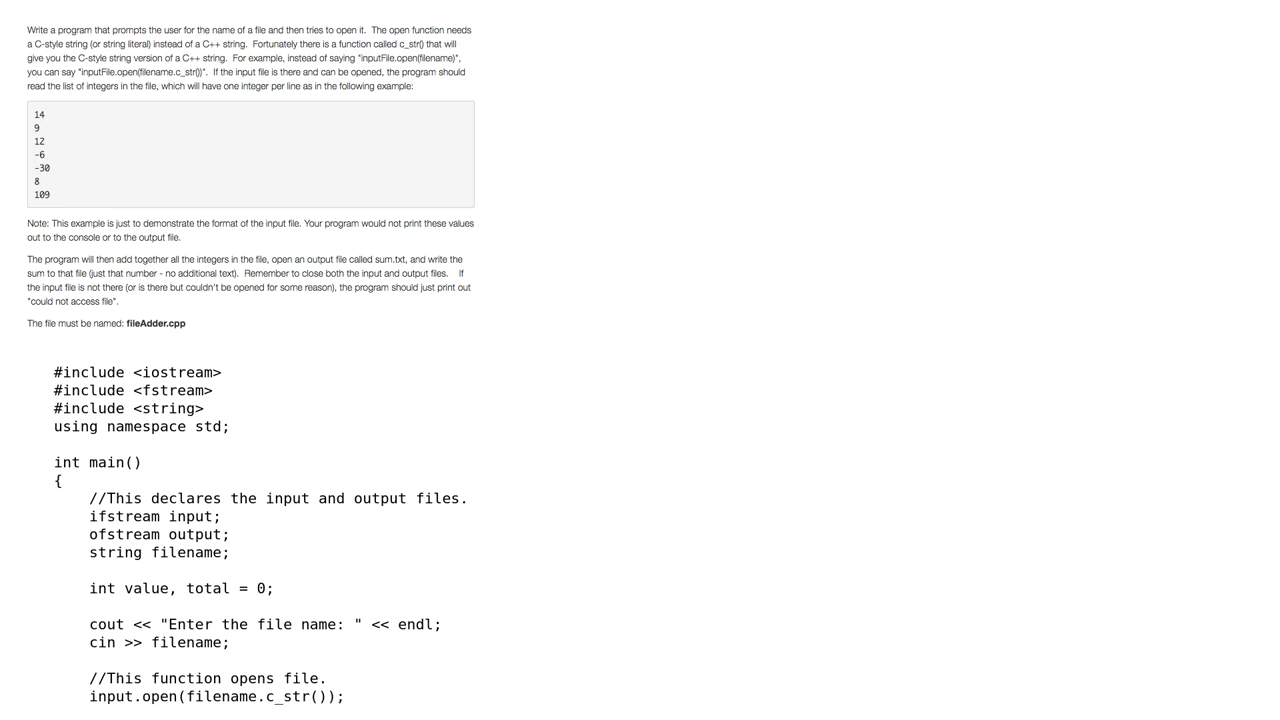 Write a program that prompts the user for the name of a file and then tries to open it.  The open function needs
a C-style string (or string literal) instead of a C++ string.  Fortunately there is a function called c_str() that will
give you the C-style string version of a C++ string.  For example, instead of saying "inputFile.open(filename)",
you can say "inputFile.open(filename.c_str())".  If the input file is there and can be opened, the program should
read the list of integers in the file, which will have one integer per line as in the following example:
14
9
12
-6
-30
8
109
Note: This example is just to demonstrate the format of the input file. Your program would not print these values
out to the console or to the output file.
The program will then add together all the integers in the file, open an output file called sum.txt, and write the
sum to that file (just that number - no additional text).  Remember to close both the input and output files.    If
the input file is not there (or is there but couldn't be opened for some reason), the program should just print out
"could not access file".
The file must be named: fileAdder.cpp
#include <iostream>
#include <fstream>
#include <string>
using namespace std;
int main()
{
    //This declares the input and output files.
    ifstream input;
    ofstream output;
    string filename;
    int value, total = 0;
    cout << "Enter the file name: " << endl;
    cin >> filename;
    //This function opens file.
    input.open(filename.c_str());